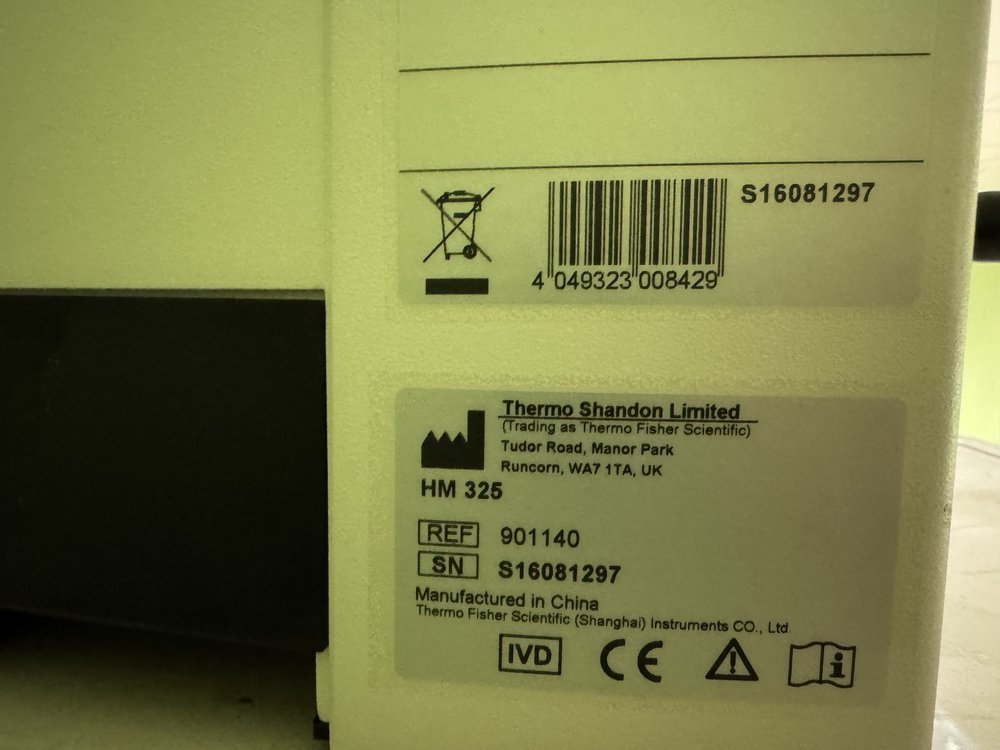 S16081297
4 049323 008429
Thermo Shandon Limited
(Trading as Thermo Fisher Scientific)
Tudor Road, Manor Park
Runcorn, WA7 1TA, UK
HM 325
REF 901140
SN S16081297
Manufactured in China
Thermo Fisher Scientific (Shanghai) Instruments CO., Ltd
IVD CE